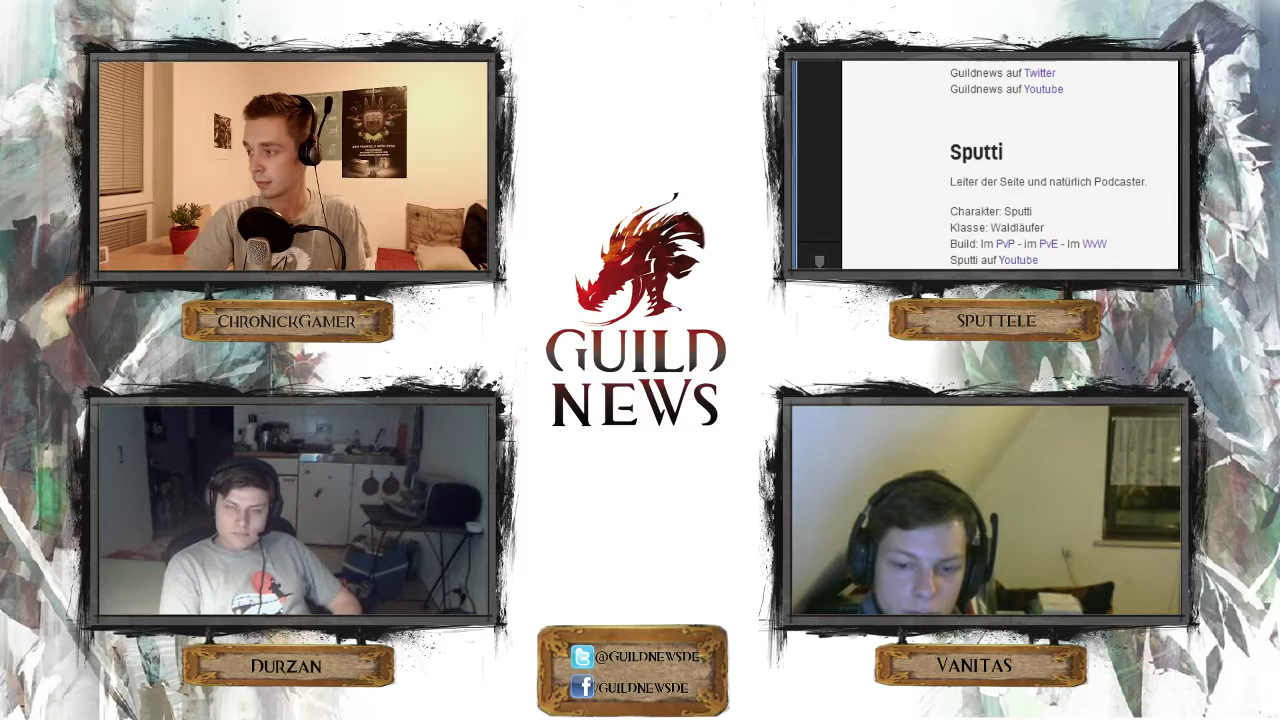 Guildnews auf Twitter
Guildnews auf Youtube
Sputti
Leiter der Seite und natürlich Podcaster.
Charakter: Sputti
Klasse: Waldläufer
Build: Im PvP - im PvE - Im WvW
Sputti auf Youtube
ChroNickGamer
Sputtele
GUILD
NEWS
Durzan
Vanitas
@Guildnewsde
/guildnewsde